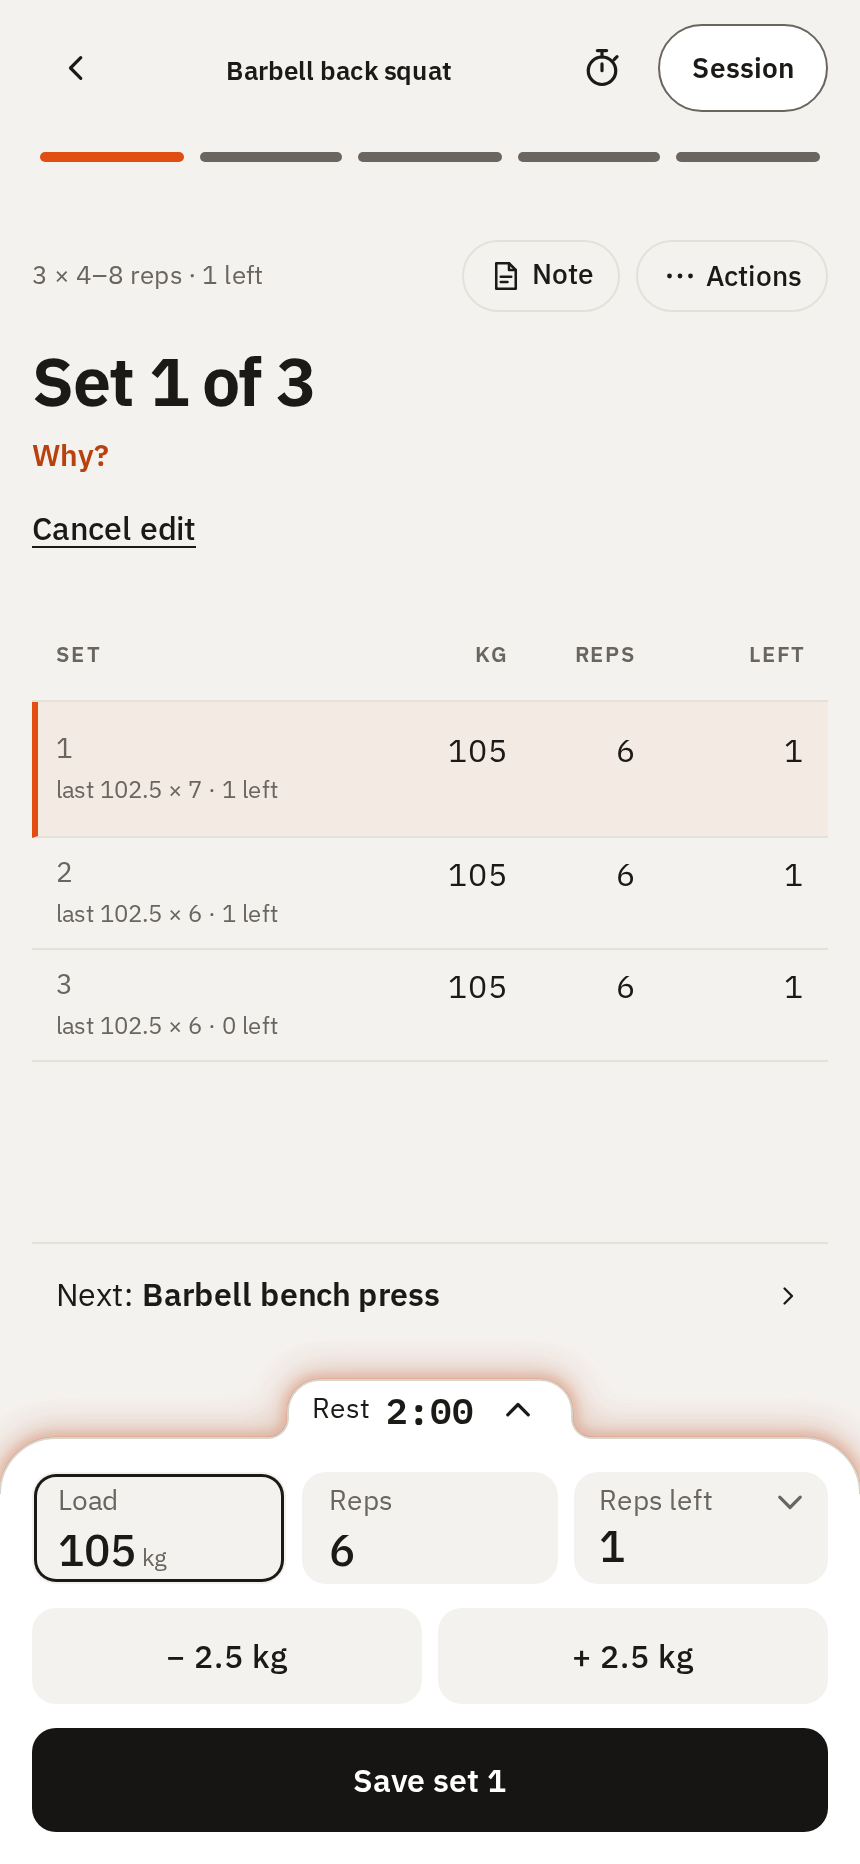 Barbell back squat
Session
3 × 4–8 reps · 1 left
Note
Actions
Set 1 of 3
Why?
Cancel edit
SET KG REPS LEFT
1 105 6 1
last 102.5 × 7 · 1 left
2 105 6 1
last 102.5 × 6 · 1 left
3 105 6 1
last 102.5 × 6 · 0 left
Next: Barbell bench press
Rest 2:00
Load Reps Reps left
105 kg 6 1
− 2.5 kg + 2.5 kg
Save set 1